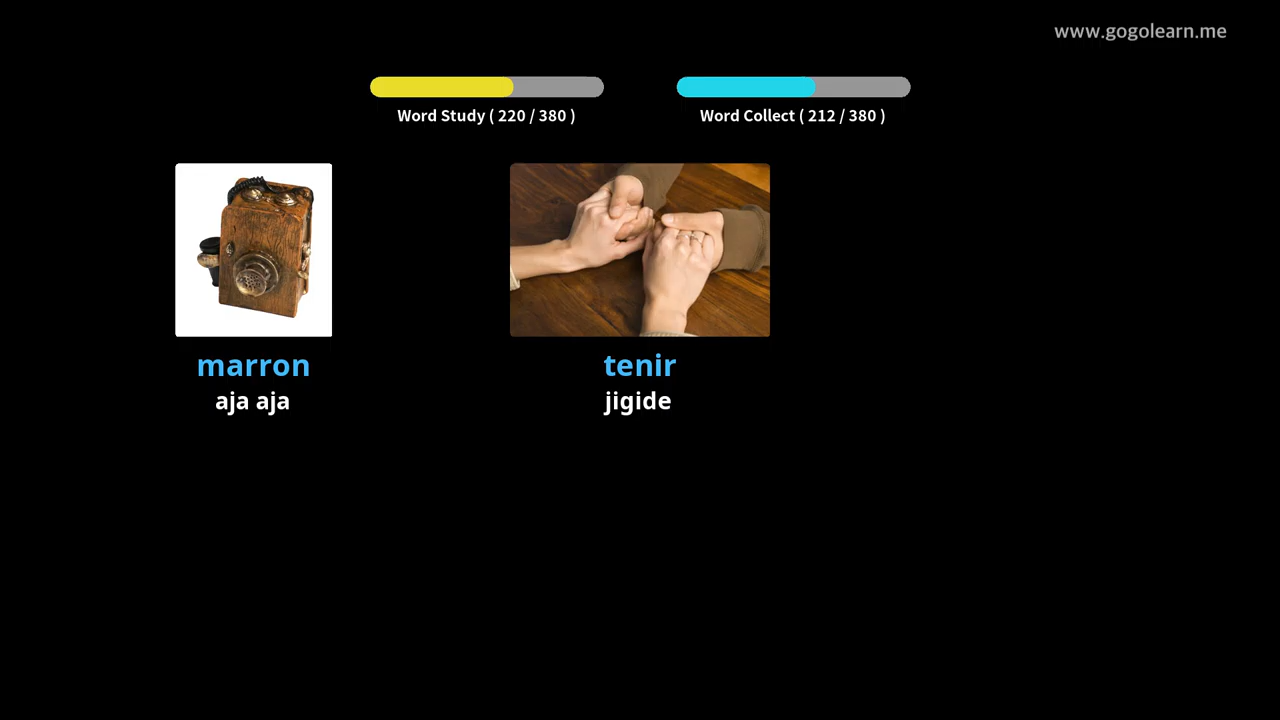 www.gogolearn.me
Word Study ( 220 / 380 )
Word Collect ( 212 / 380 )
marron
aja aja
tenir
jigide